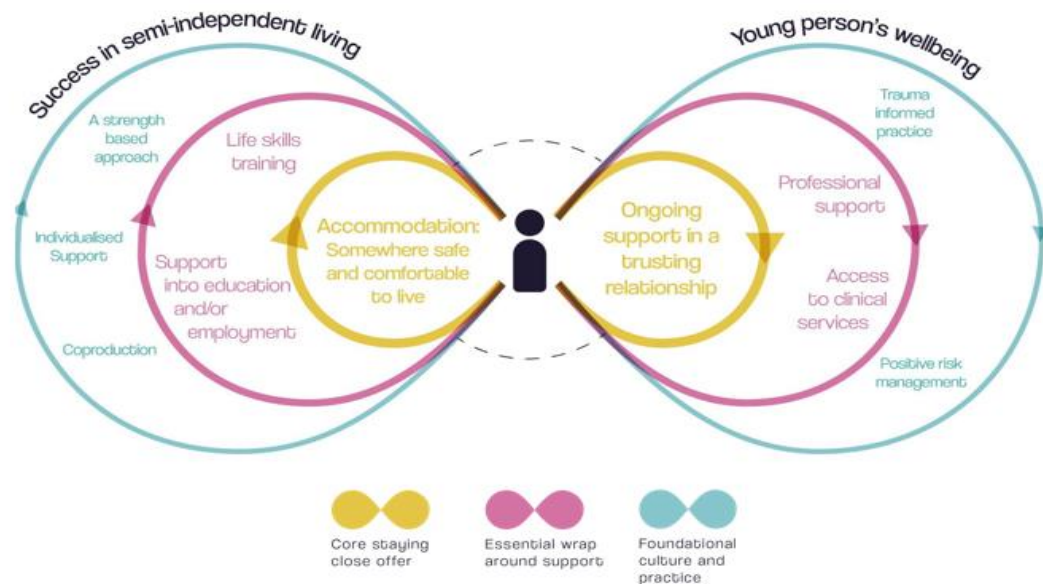 Success in semi-independent living
Young person's wellbeing
A strength
based
approach
Individualised
Support
Coproduction
Life skills
training
Support
into education
and/or
employment
Accommodation:
Somewhere safe
and comfortable
to live
Ongoing
support in a
trusting
relationship
Professional
support
Access
to clinical
services
Trauma
informed
practice
Positive risk
management
Core staying
close offer
Essential wrap
around support
Foundational
culture and
practice